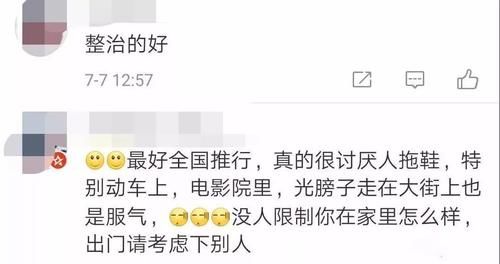 整治的好
7-7 12:57
最好全国推行，真的很讨厌人拖鞋，特
别动车上，电影院里，光膀子走在大街上也
是服气，没人限制你在家里怎么样，
出门请考虑下别人